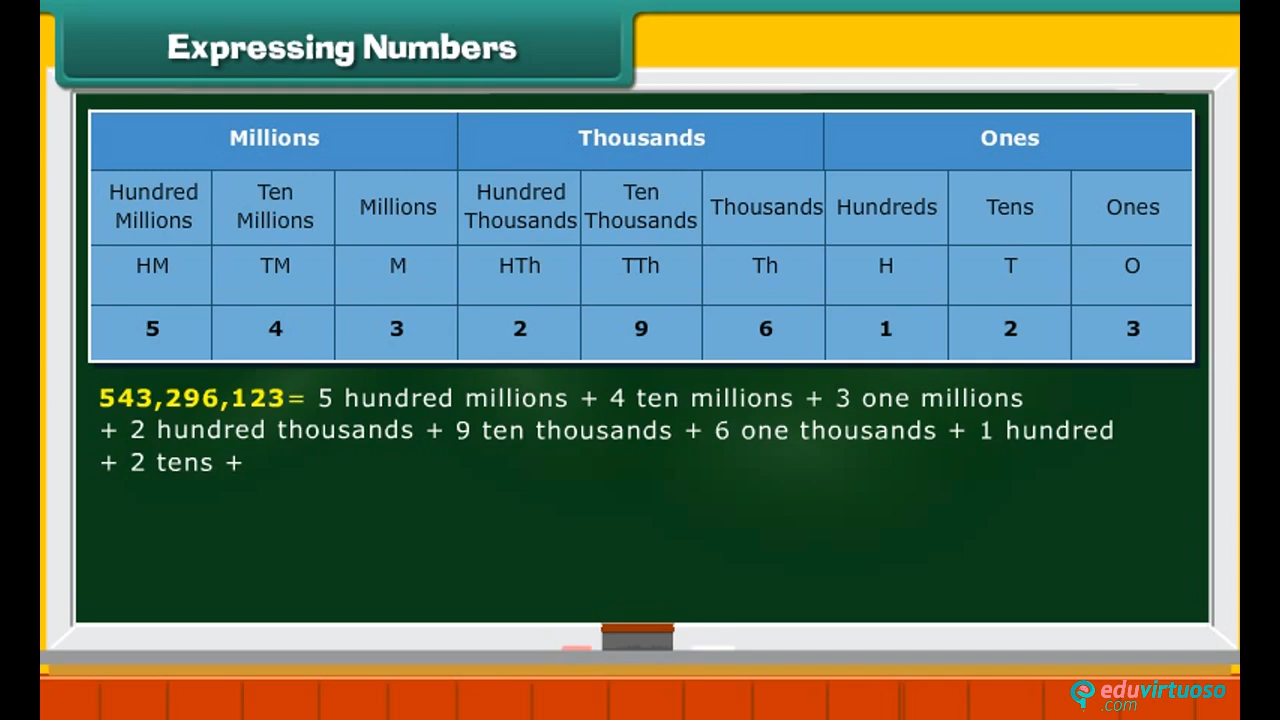 Expressing Numbers
Millions Thousands Ones
Hundred Millions Ten Millions Millions Hundred Thousands Ten Thousands Thousands Hundreds Tens Ones
HM TM M HTh TTh Th H T O
5 4 3 2 9 6 1 2 3
543,296,123= 5 hundred millions + 4 ten millions + 3 one millions
+ 2 hundred thousands + 9 ten thousands + 6 one thousands + 1 hundred
+ 2 tens +
eduvirtuoso
.com